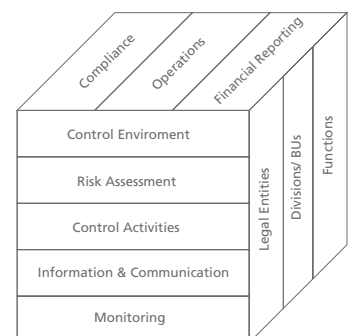 Compliance
Operations
Financial Reporting
Control Enviroment
Risk Assessment
Control Activities
Information & Communication
Monitoring
Legal Entities
Divisions/ BUs
Functions